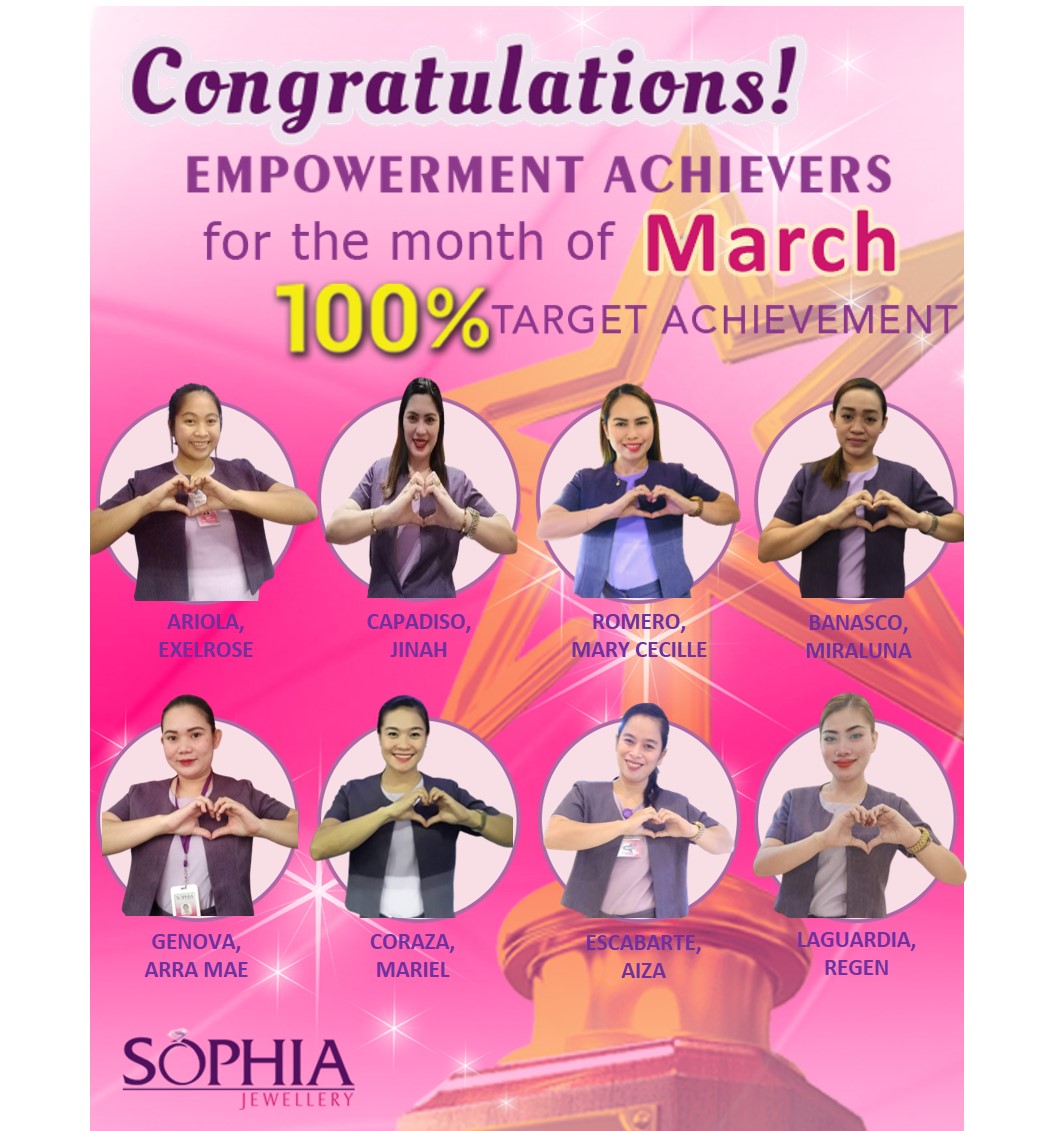 Congratulations!
EMPOWERMENT ACHIEVERS
for the month of March
100% TARGET ACHIEVEMENT
ARIOLA,
EXELROSE
CAPADISO,
JINAH
ROMERO,
MARY CECILLE
BANASCO,
MIRALUNA
GENOVA,
ARRA MAE
CORAZA,
MARIEL
ESCABARTE,
AIZA
LAGUARDIA,
REGEN
SOPHIA
JEWELLERY